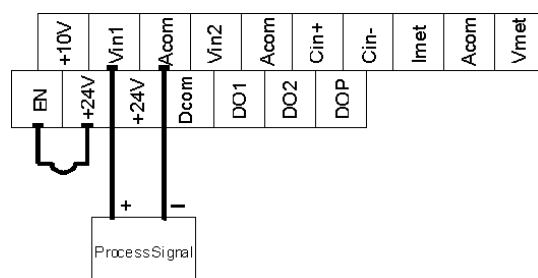 +10V Vin1 Acom Vin2 Acom Cin+ Cin- Imet Acom Vmet
EN +24V +24V Dcom DO1 DO2 DOP
+ –
ProcessSignal